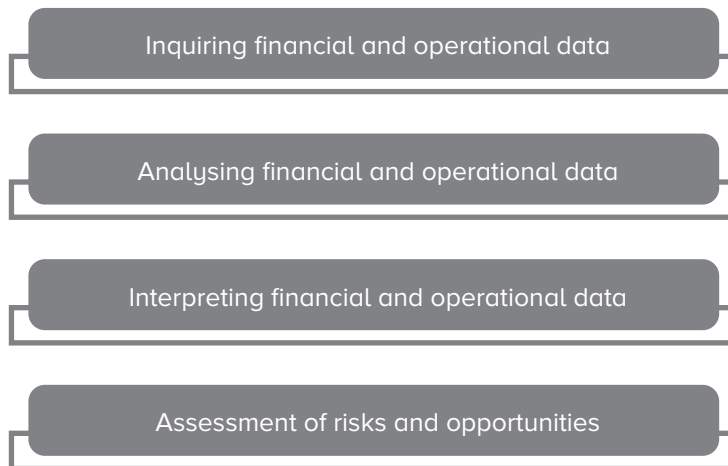 Inquiring financial and operational data
Analysing financial and operational data
Interpreting financial and operational data
Assessment of risks and opportunities